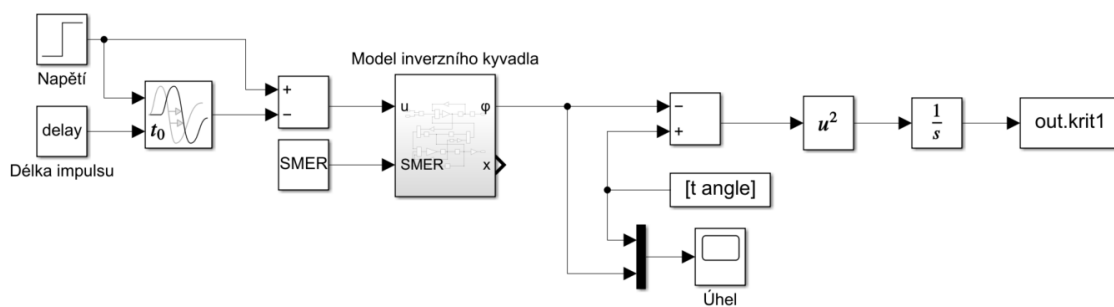 Napětí
delay
Délka impulsu
t₀
+
−
SMER
Model inverzního kyvadla
u
φ
SMER
x
−
+
[t angle]
Úhel
u²
1
s
out.krit1